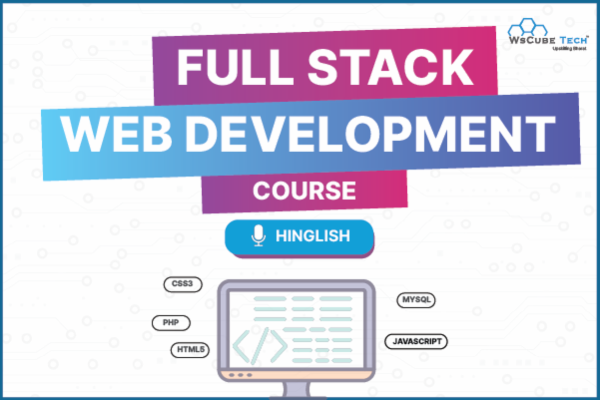 WsCube Tech
Upskilling Bharat
FULL STACK
WEB DEVELOPMENT
COURSE
HINGLISH
CSS3
MYSQL
PHP
JAVASCRIPT
HTML5